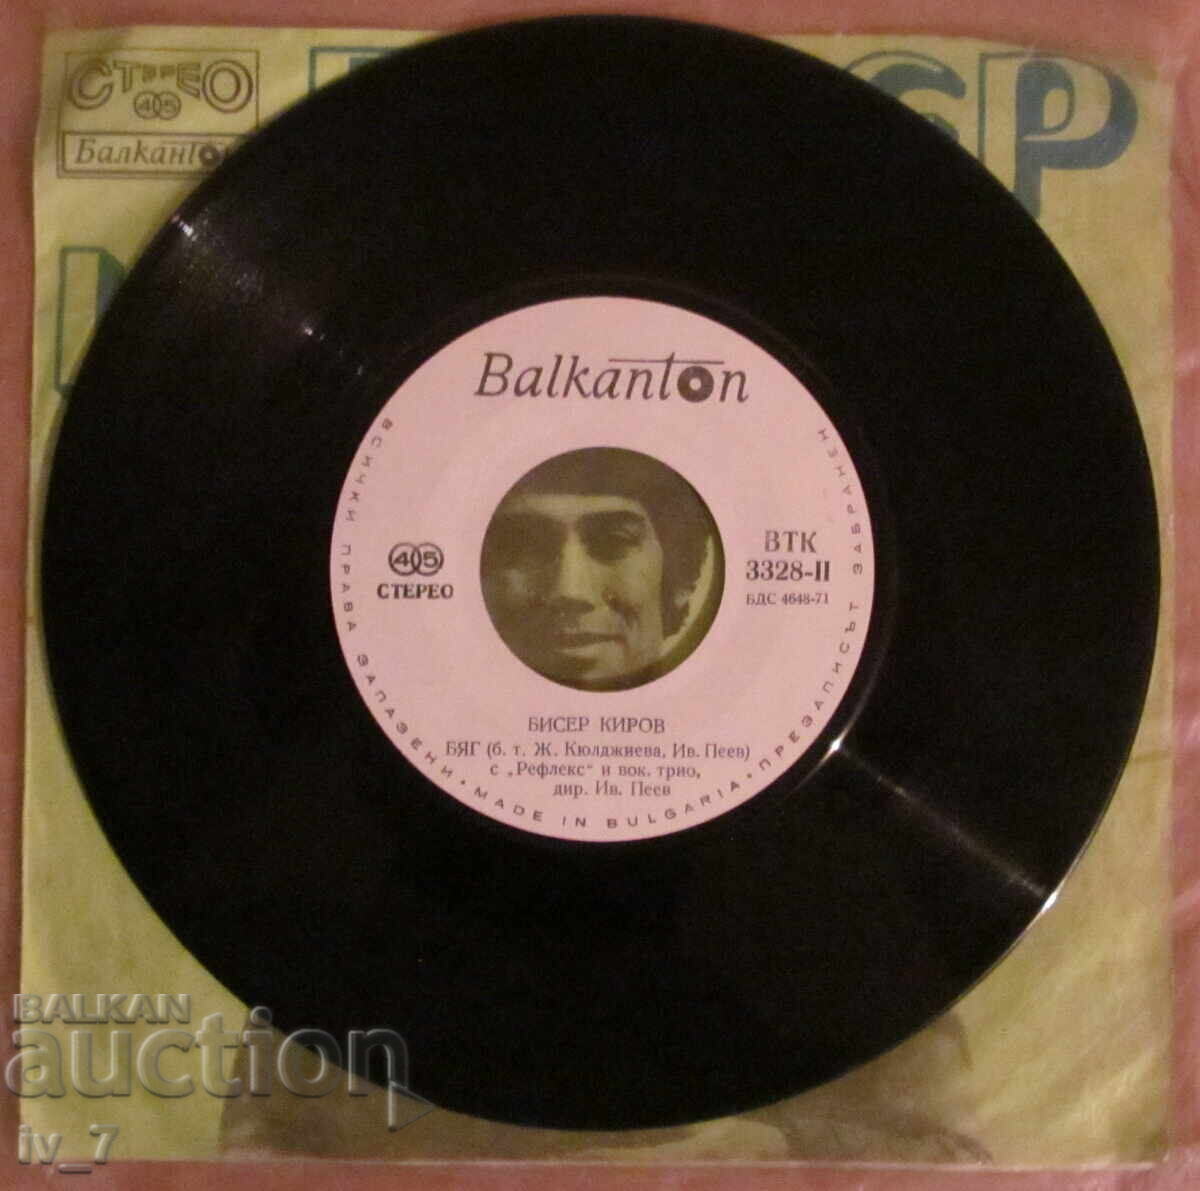 СТЕРЕО
45
Балкантон
Balkanton
ВСИЧКИ ПРАВА ЗАПАЗЕНИ • MADE IN BULGARIA • ПРЕЗАПИСЪТ ЗАБРАНЕН
45
СТЕРЕО
ВТК
3328-II
БДС 4648-71
БИСЕР КИРОВ
БЯГ (б. т. Ж. Кюлджиева, Ив. Пеев)
с „Рефлекс“ и вок. трио,
дир. Ив. Пеев
BALKAN
auction
iv_7